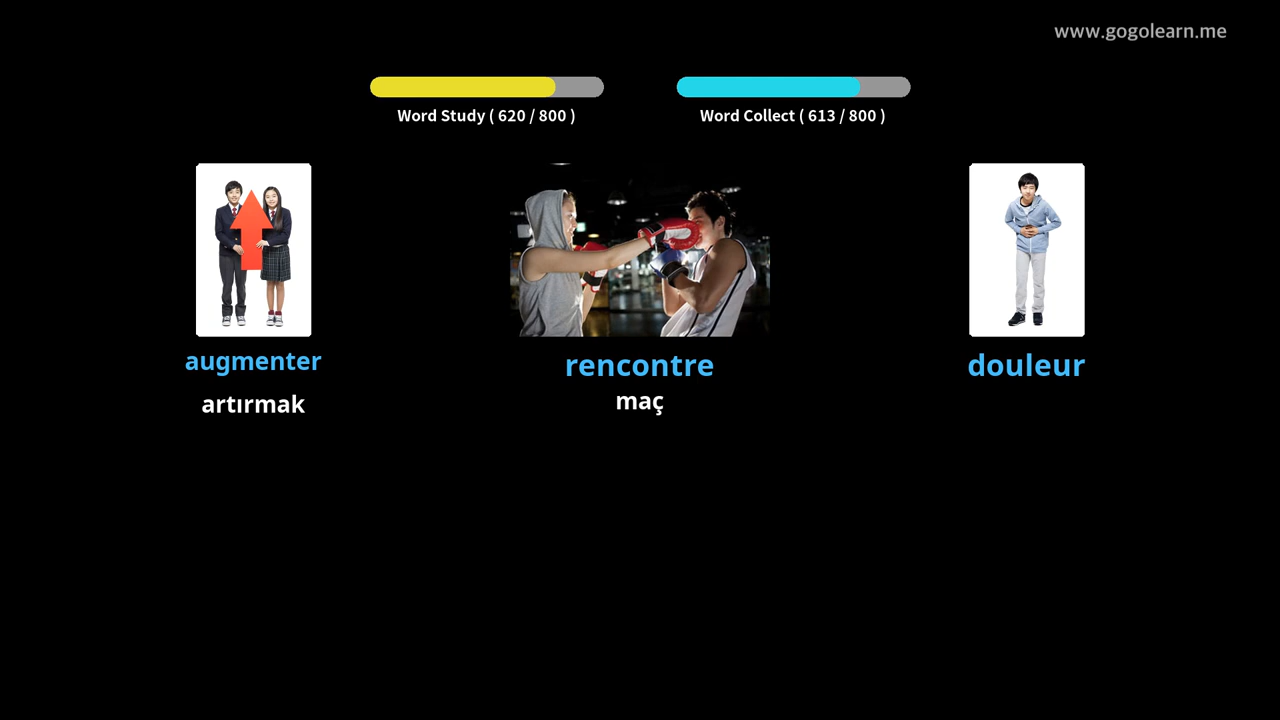 www.gogolearn.me
Word Study ( 620 / 800 )
Word Collect ( 613 / 800 )
augmenter
artırmak
rencontre
maç
douleur